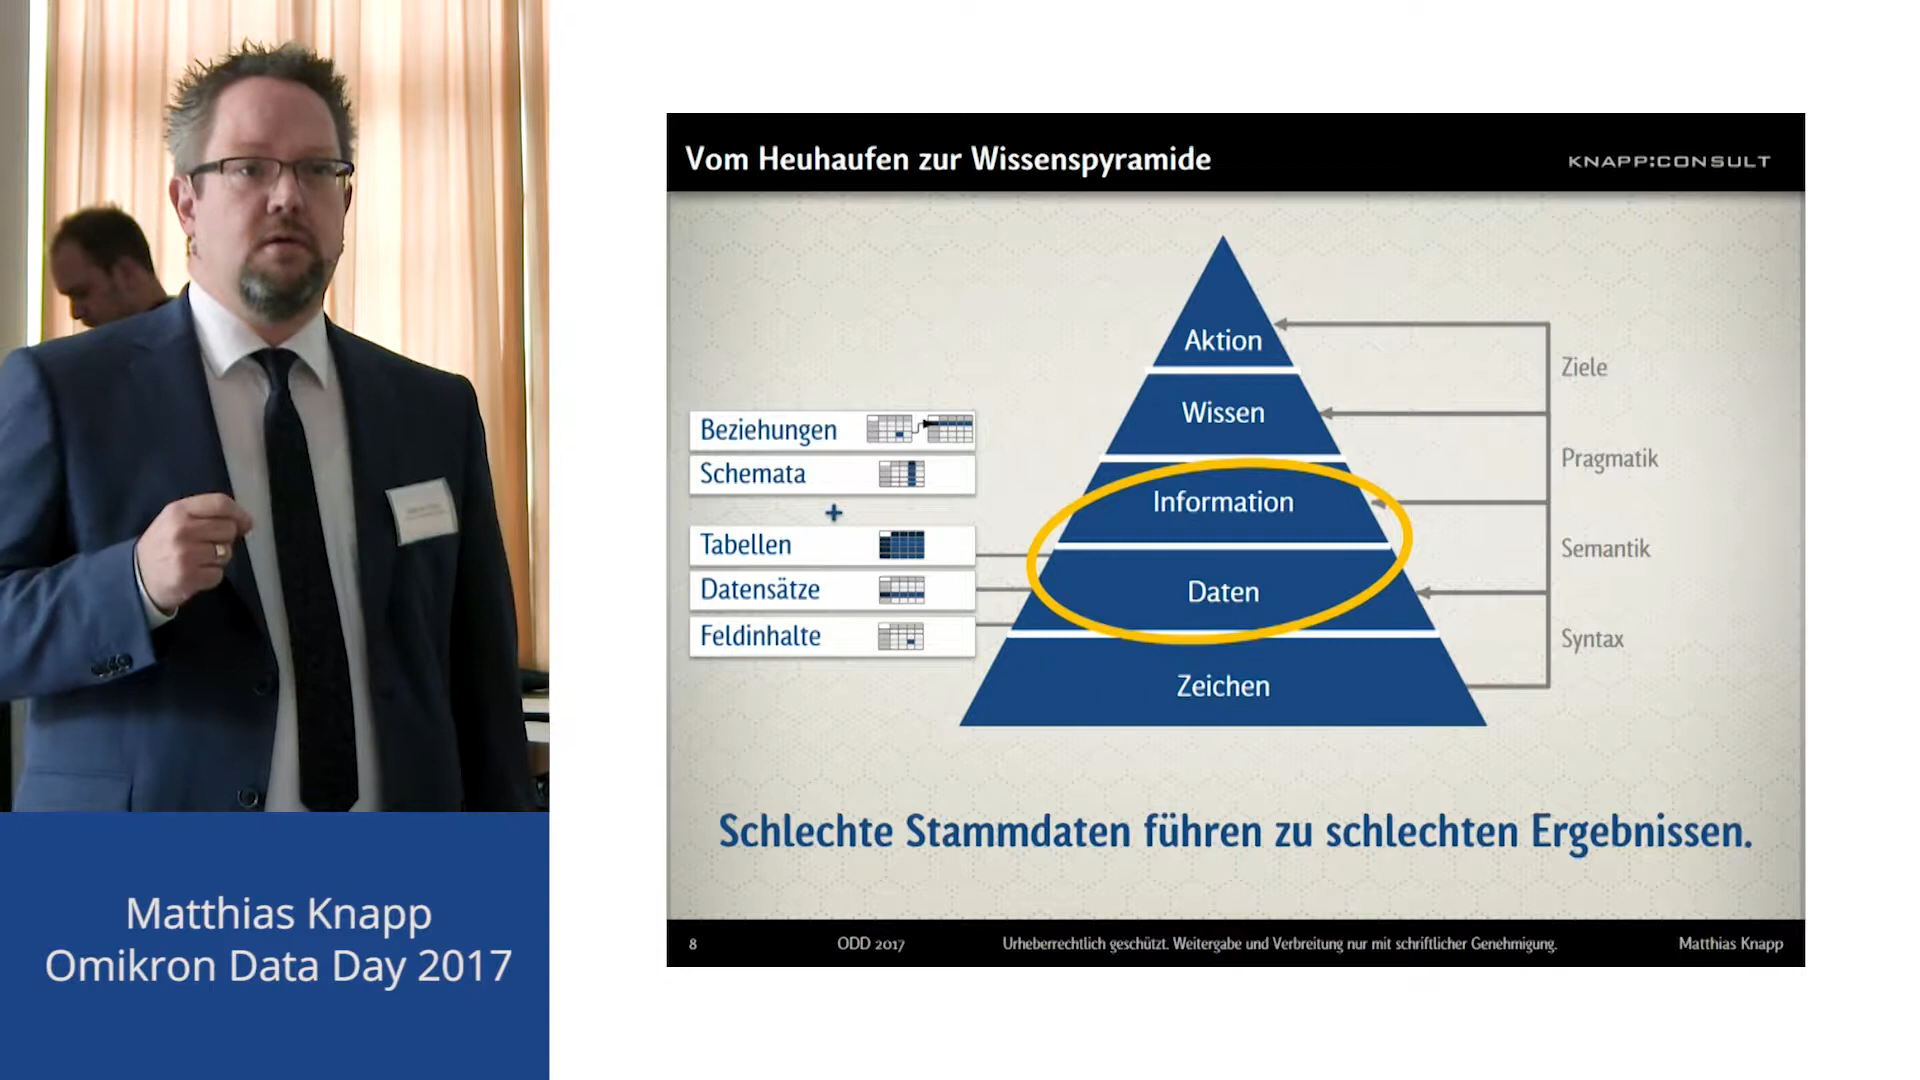 Matthias Knapp
Omikron Data Day 2017
Vom Heuhaufen zur Wissenspyramide
KNAPP:CONSULT
Beziehungen
Schemata
+
Tabellen
Datensätze
Feldinhalte
Aktion
Wissen
Information
Daten
Zeichen
Ziele
Pragmatik
Semantik
Syntax
Schlechte Stammdaten führen zu schlechten Ergebnissen.
8
ODD 2017
Urheberrechtlich geschützt. Weitergabe und Verbreitung nur mit schriftlicher Genehmigung.
Matthias Knapp